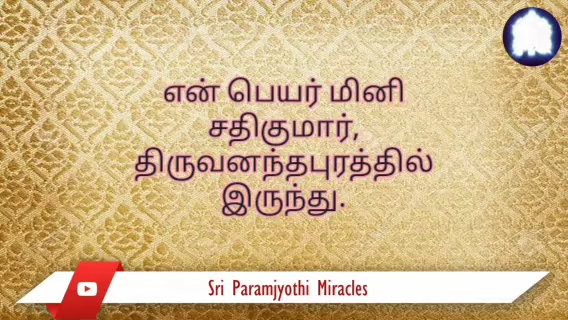 என் பெயர் மினி
சதிகுமார்,
திருவனந்தபுரத்தில்
இருந்து.
Sri Paramjyothi Miracles